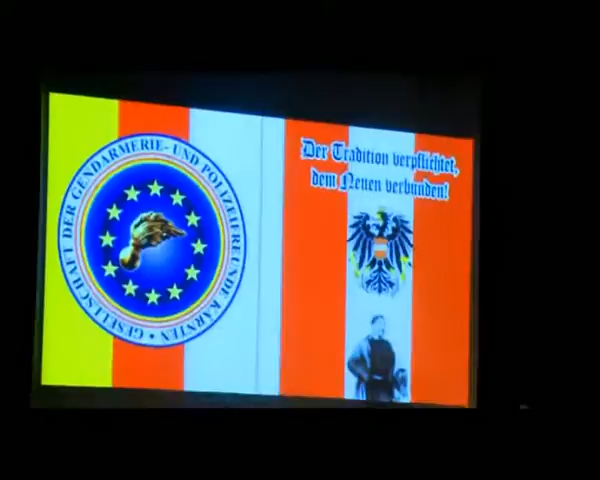 GESELLSCHAFT DER GENDARMERIE- UND POLIZEIFREUNDE KÄRNTEN •
Der Tradition verpflichtet,
dem Neuen verbunden!